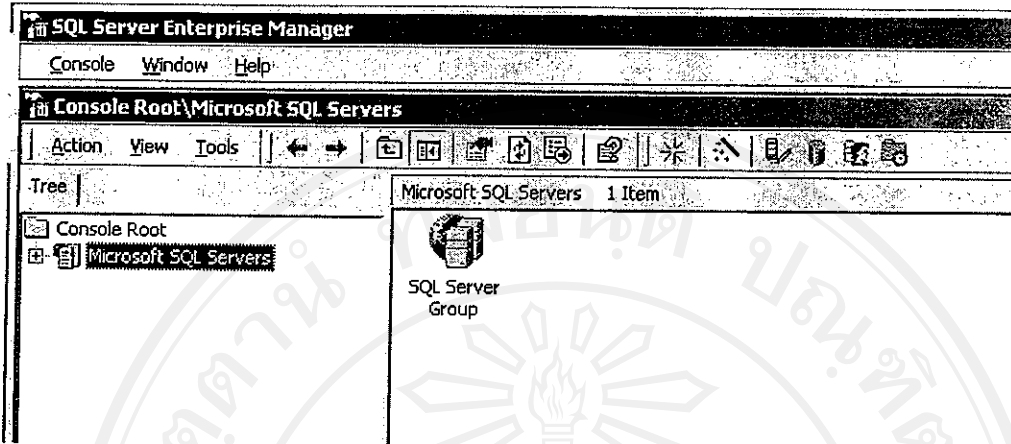 SQL Server Enterprise Manager
Console Window Help
Console Root\Microsoft SQL Servers
Action View Tools
Tree
Microsoft SQL Servers 1 Item
Console Root
Microsoft SQL Servers
SQL Server
Group